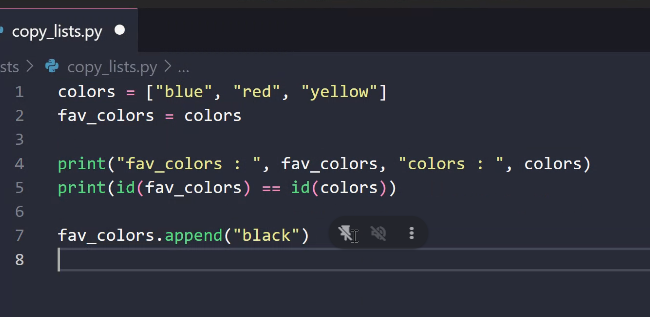 copy_lists.py
sts > copy_lists.py > ...
1 colors = ["blue", "red", "yellow"]
2 fav_colors = colors
3
4 print("fav_colors : ", fav_colors, "colors : ", colors)
5 print(id(fav_colors) == id(colors))
6
7 fav_colors.append("black")
8